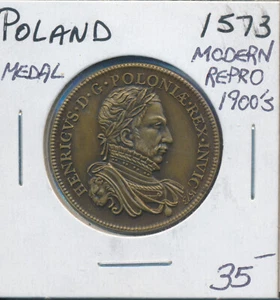 POLAND
1573
MEDAL
MODERN
REPRO
1900's
HENRICVS·D·G·POLONIÆ·REX·INVIC
35-